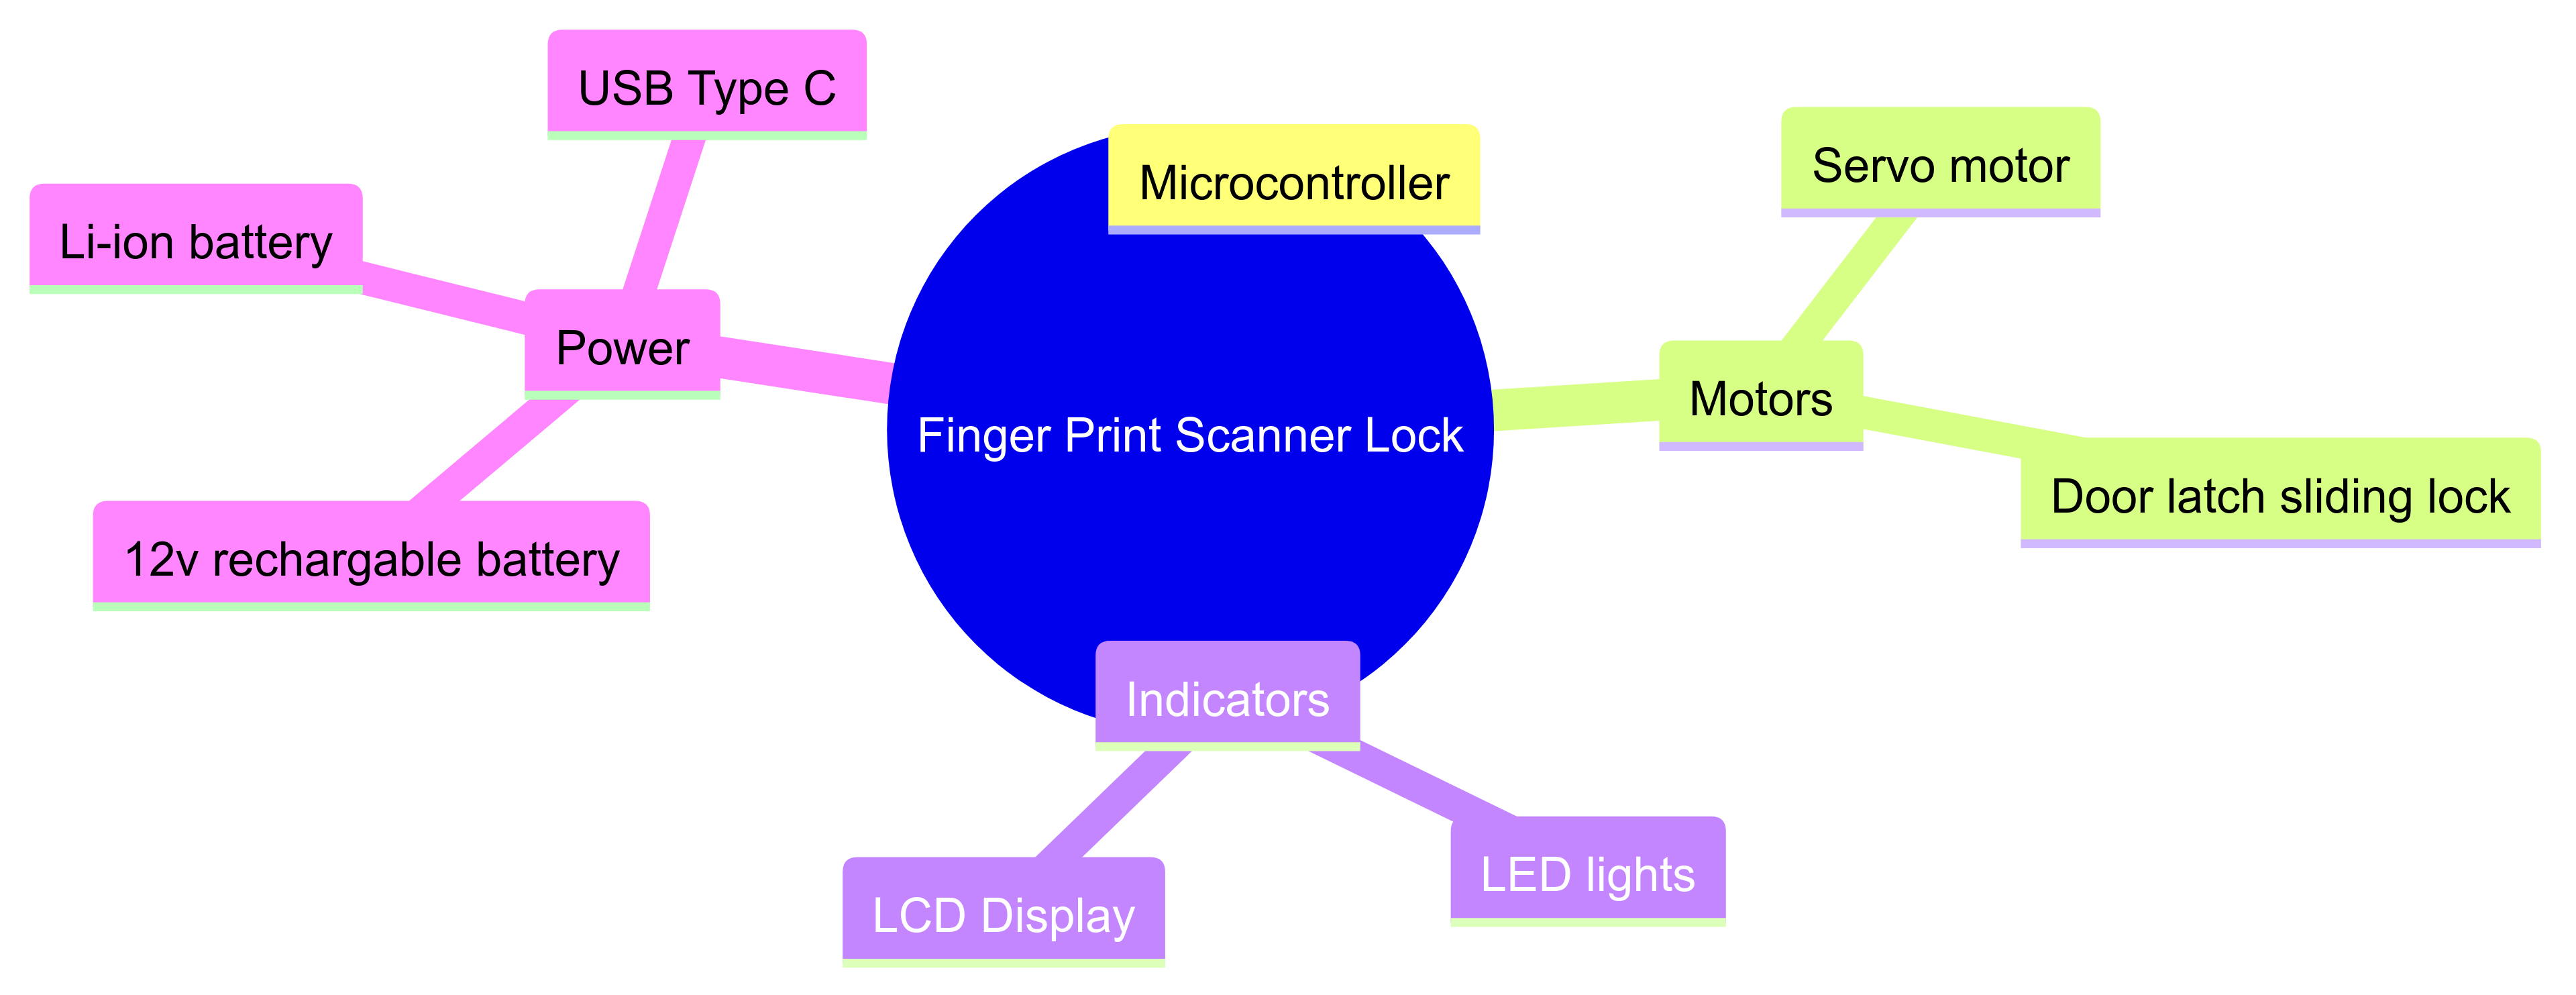 USB Type C
Microcontroller
Servo motor
Li-ion battery
Power
Motors
Finger Print Scanner Lock
Door latch sliding lock
12v rechargable battery
Indicators
LED lights
LCD Display